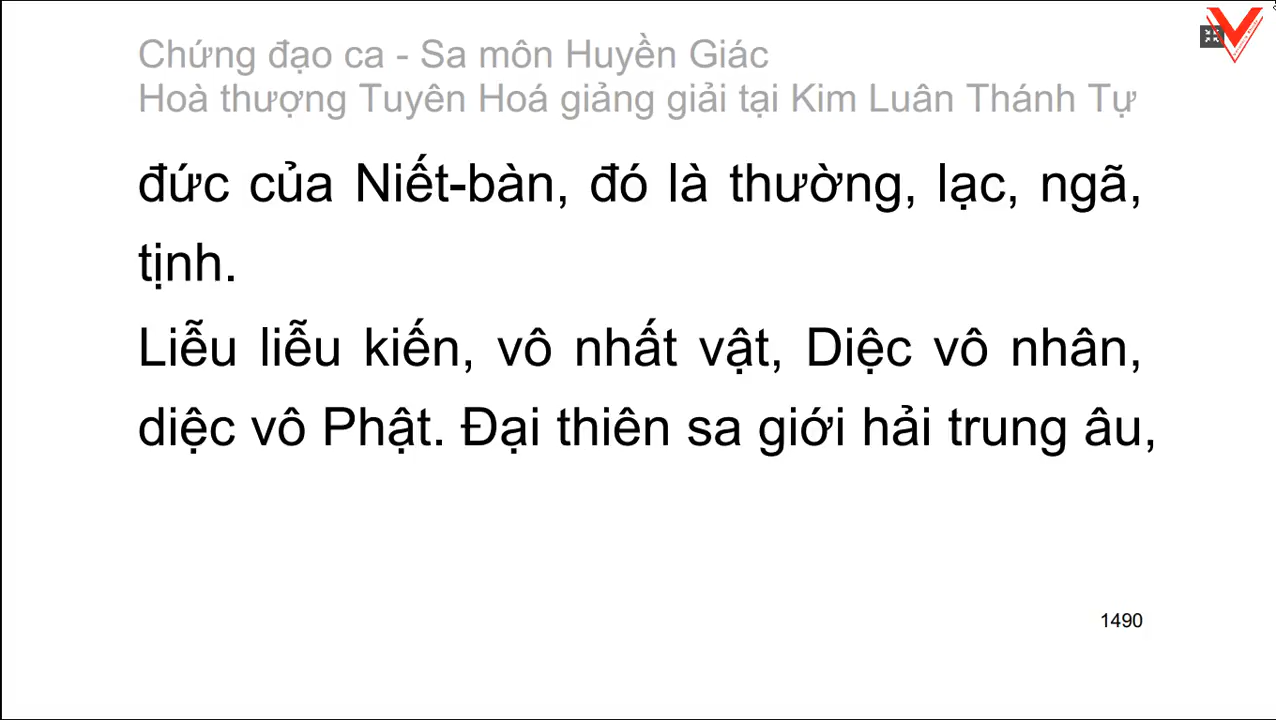 Chứng đạo ca - Sa môn Huyền Giác
Hoà thượng Tuyên Hoá giảng giải tại Kim Luân Thánh Tự
đức của Niết-bàn, đó là thường, lạc, ngã,
tịnh.
Liễu liễu kiến, vô nhất vật, Diệc vô nhân,
diệc vô Phật. Đại thiên sa giới hải trung âu,
1490